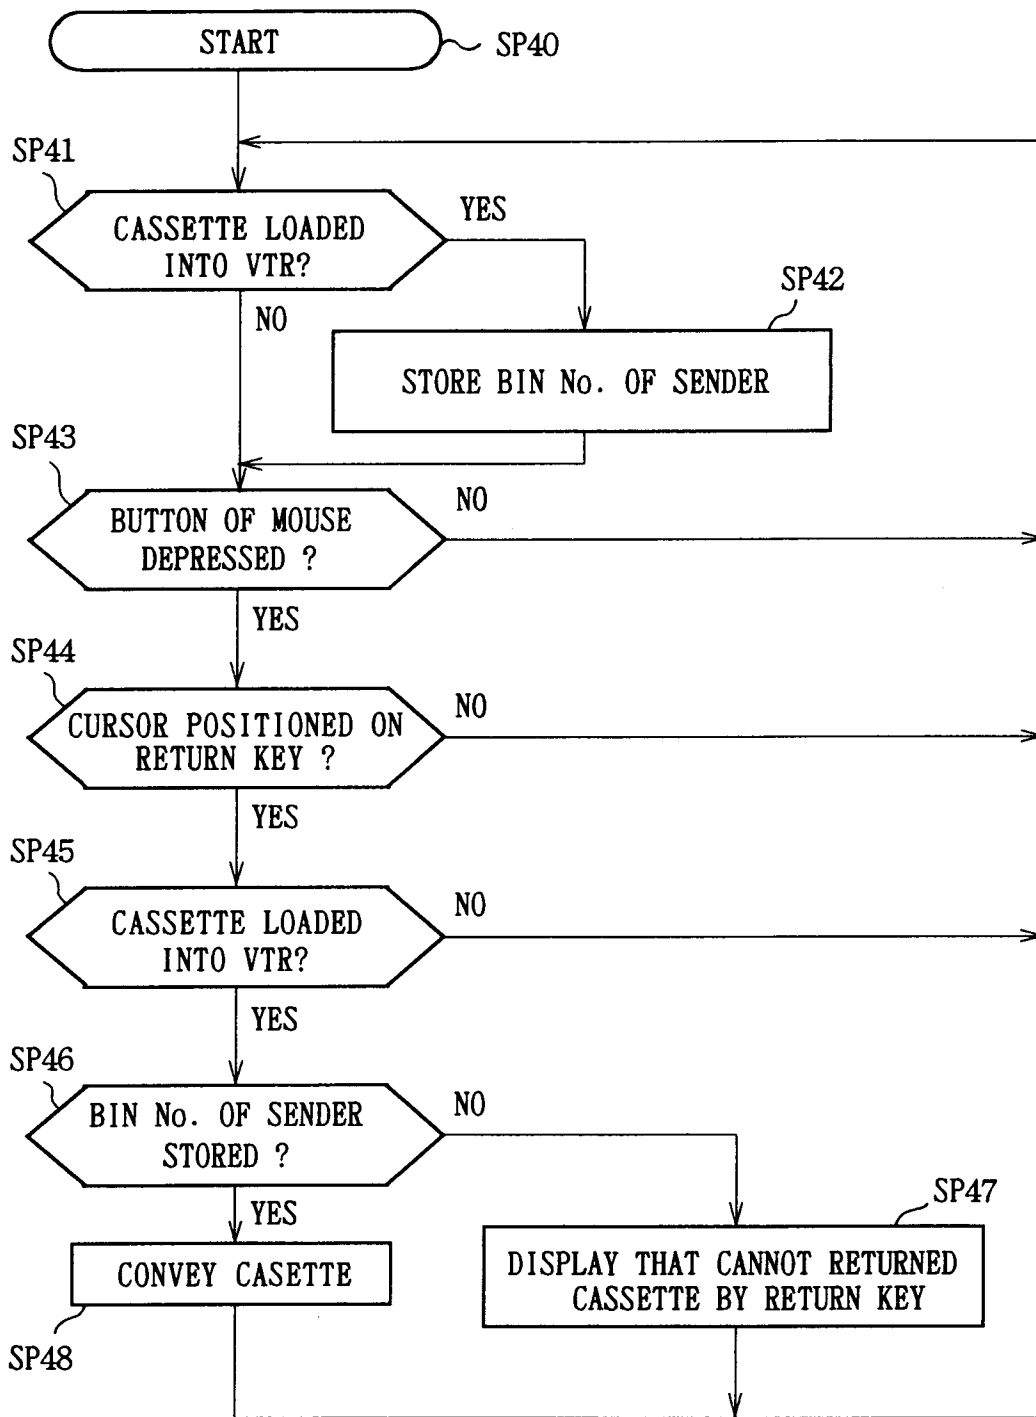 START
SP40
SP41
CASSETTE LOADED
INTO VTR?
YES
NO
SP42
STORE BIN No. OF SENDER
SP43
BUTTON OF MOUSE
DEPRESSED ?
NO
YES
SP44
CURSOR POSITIONED ON
RETURN KEY ?
NO
YES
SP45
CASSETTE LOADED
INTO VTR?
NO
YES
SP46
BIN No. OF SENDER
STORED ?
NO
YES
SP47
DISPLAY THAT CANNOT RETURNED
CASSETTE BY RETURN KEY
CONVEY CASETTE
SP48